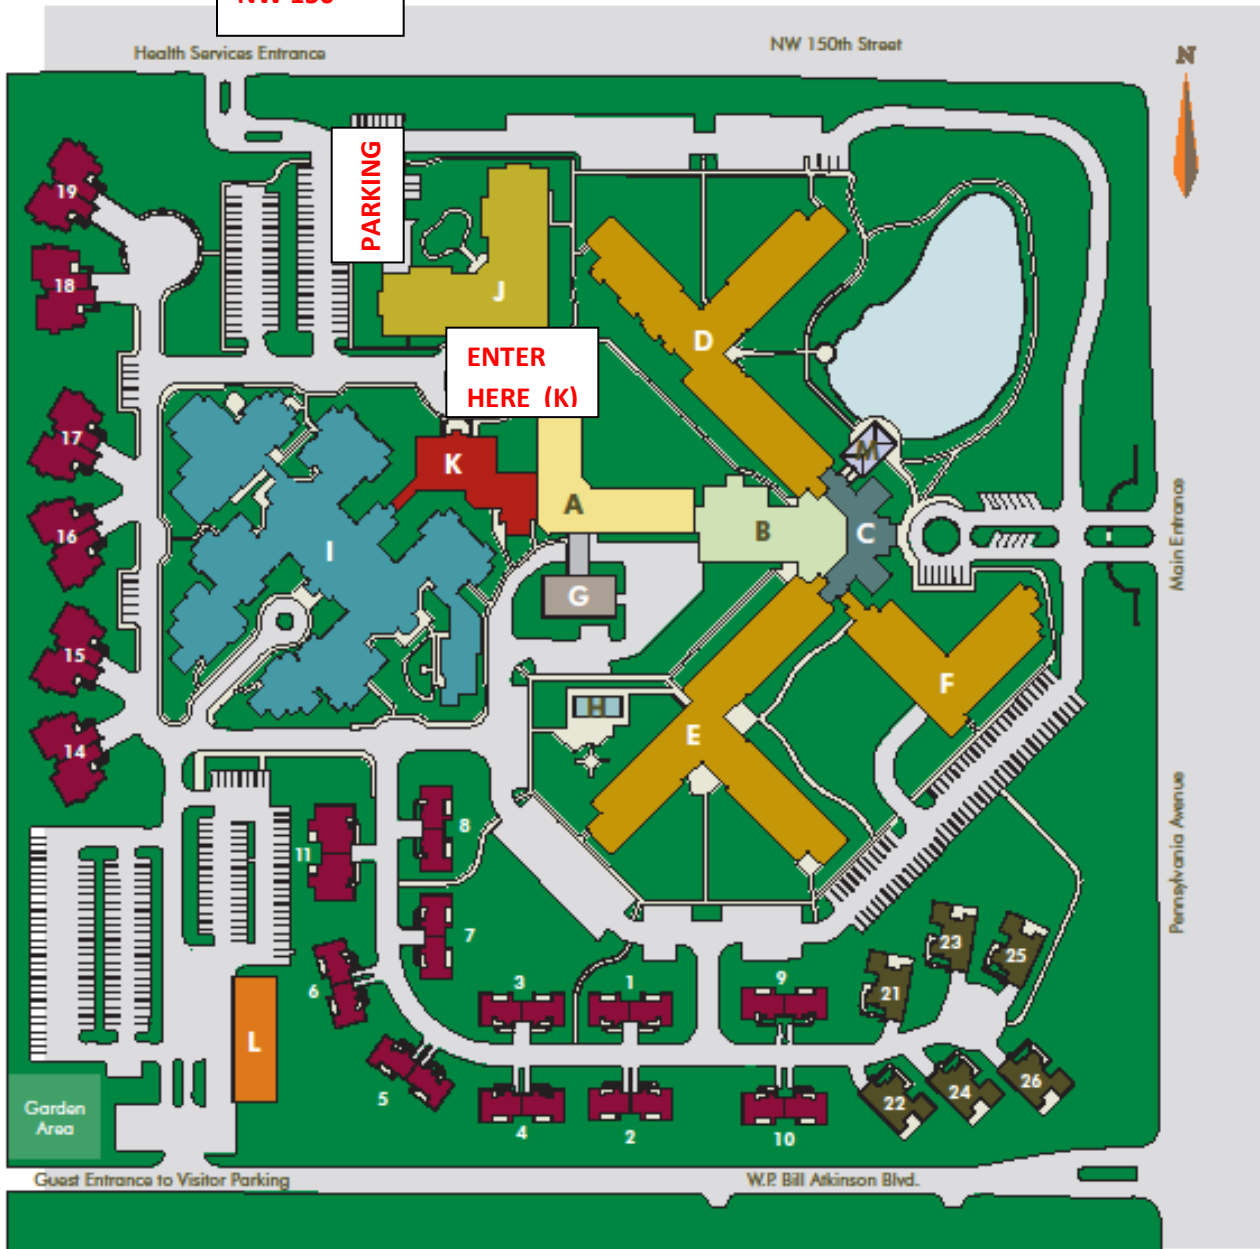 NW 150
Health Services Entrance
NW 150th Street
N
PARKING
19
18
J
D
ENTER
HERE (K)
17
K
M
16
A
B
C
I
Main Entrance
G
15
F
H
E
14
8
11
Pennsylvania Avenue
7
23
25
6
3
1
9
21
L
5
4
2
10
22
24
26
Garden
Area
Guest Entrance to Visitor Parking
W.P. Bill Atkinson Blvd.